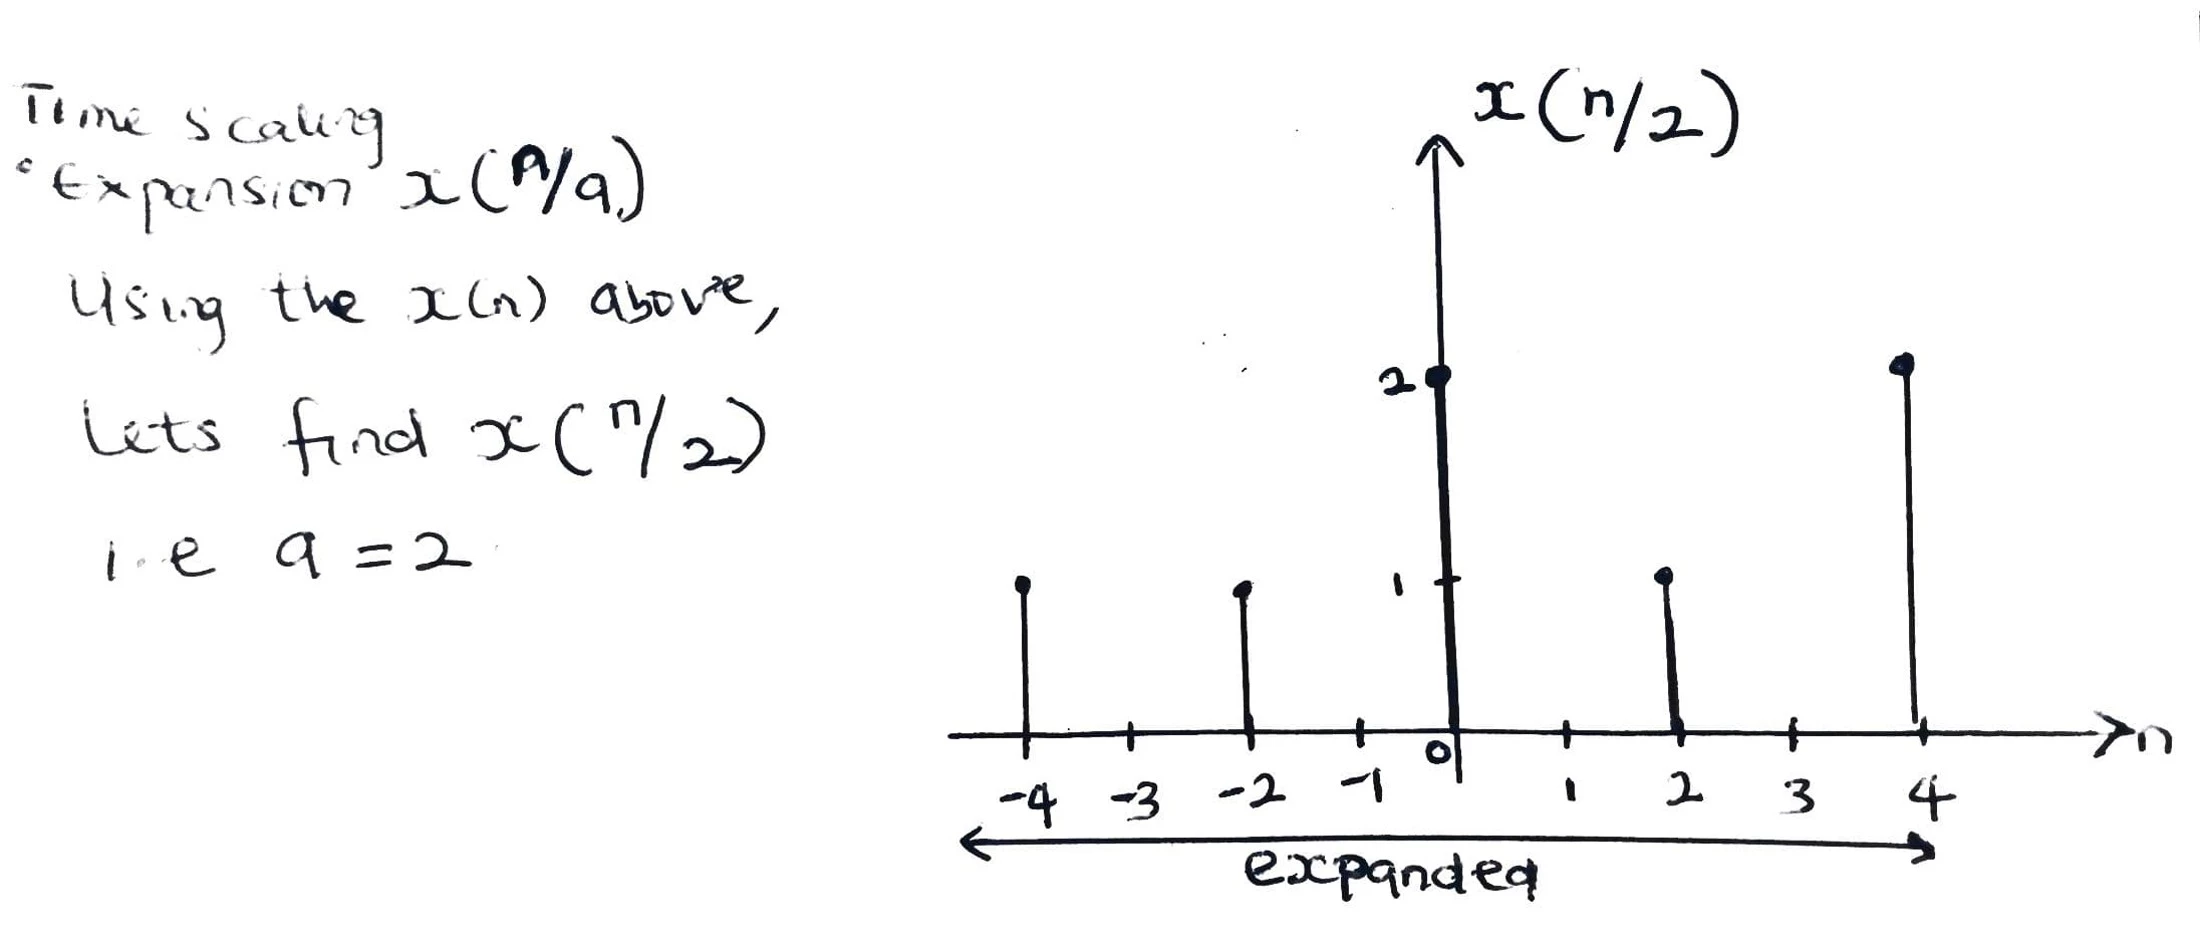 Time scaling
• Expansion x(n/a)
Using the x(n) above,
Lets find x(n/2)
i.e a = 2
x(n/2)
2
1
0
n
-4 -3 -2 -1 1 2 3 4
expanded